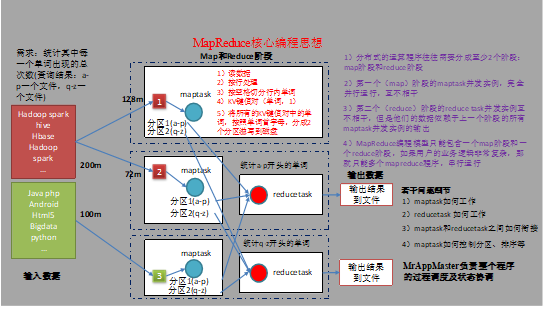 MapReduce核心编程思想
需求：统计其中每
一个单词出现的总
次数(查询结果：a-
p一个文件，q-z一
个文件)
Hadoop spark
hive
Hbase
Hadoop
spark
...
Java php
Android
Html5
Bigdata
python
...
输入数据
128m
200m
72m
100m
Map和Reduce阶段
1
maptask
分区1(a-p)
分区2(q-z)
1）读数据
2）按行处理
3）按空格切分行内单词
4）KV键值对（单词，1）
5）将所有的KV键值对中的单
词，按照单词首字母，分成2
个分区溢写到磁盘
2
maptask
分区1(a-p)
分区2(q-z)
统计a-p开头的单词
reducetask
3
maptask
分区1(a-p)
分区2(q-z)
统计q-z开头的单词
reducetask
输出数据
输出结果
到文件
输出结果
到文件
1）分布式的运算程序往往需要分成至少2个阶段：
map阶段和reduce阶段
2）第一个（map）阶段的maptask并发实例，完全
并行运行，互不相干
3）第二个（reduce）阶段的reduce task并发实例互
不相干，但是他们的数据依赖于上一个阶段的所有
maptask并发实例的输出
4）MapReduce编程模型只能包含一个map阶段和一
个reduce阶段，如果用户的业务逻辑非常复杂，那
就只能多个mapreduce程序，串行运行
若干问题细节
1）maptask如何工作
2）reducetask 如何工作
3）maptask和reducetask之间如何衔接
4）maptask如何控制分区、排序等
MrAppMaster负责整个程序
的过程调度及状态协调